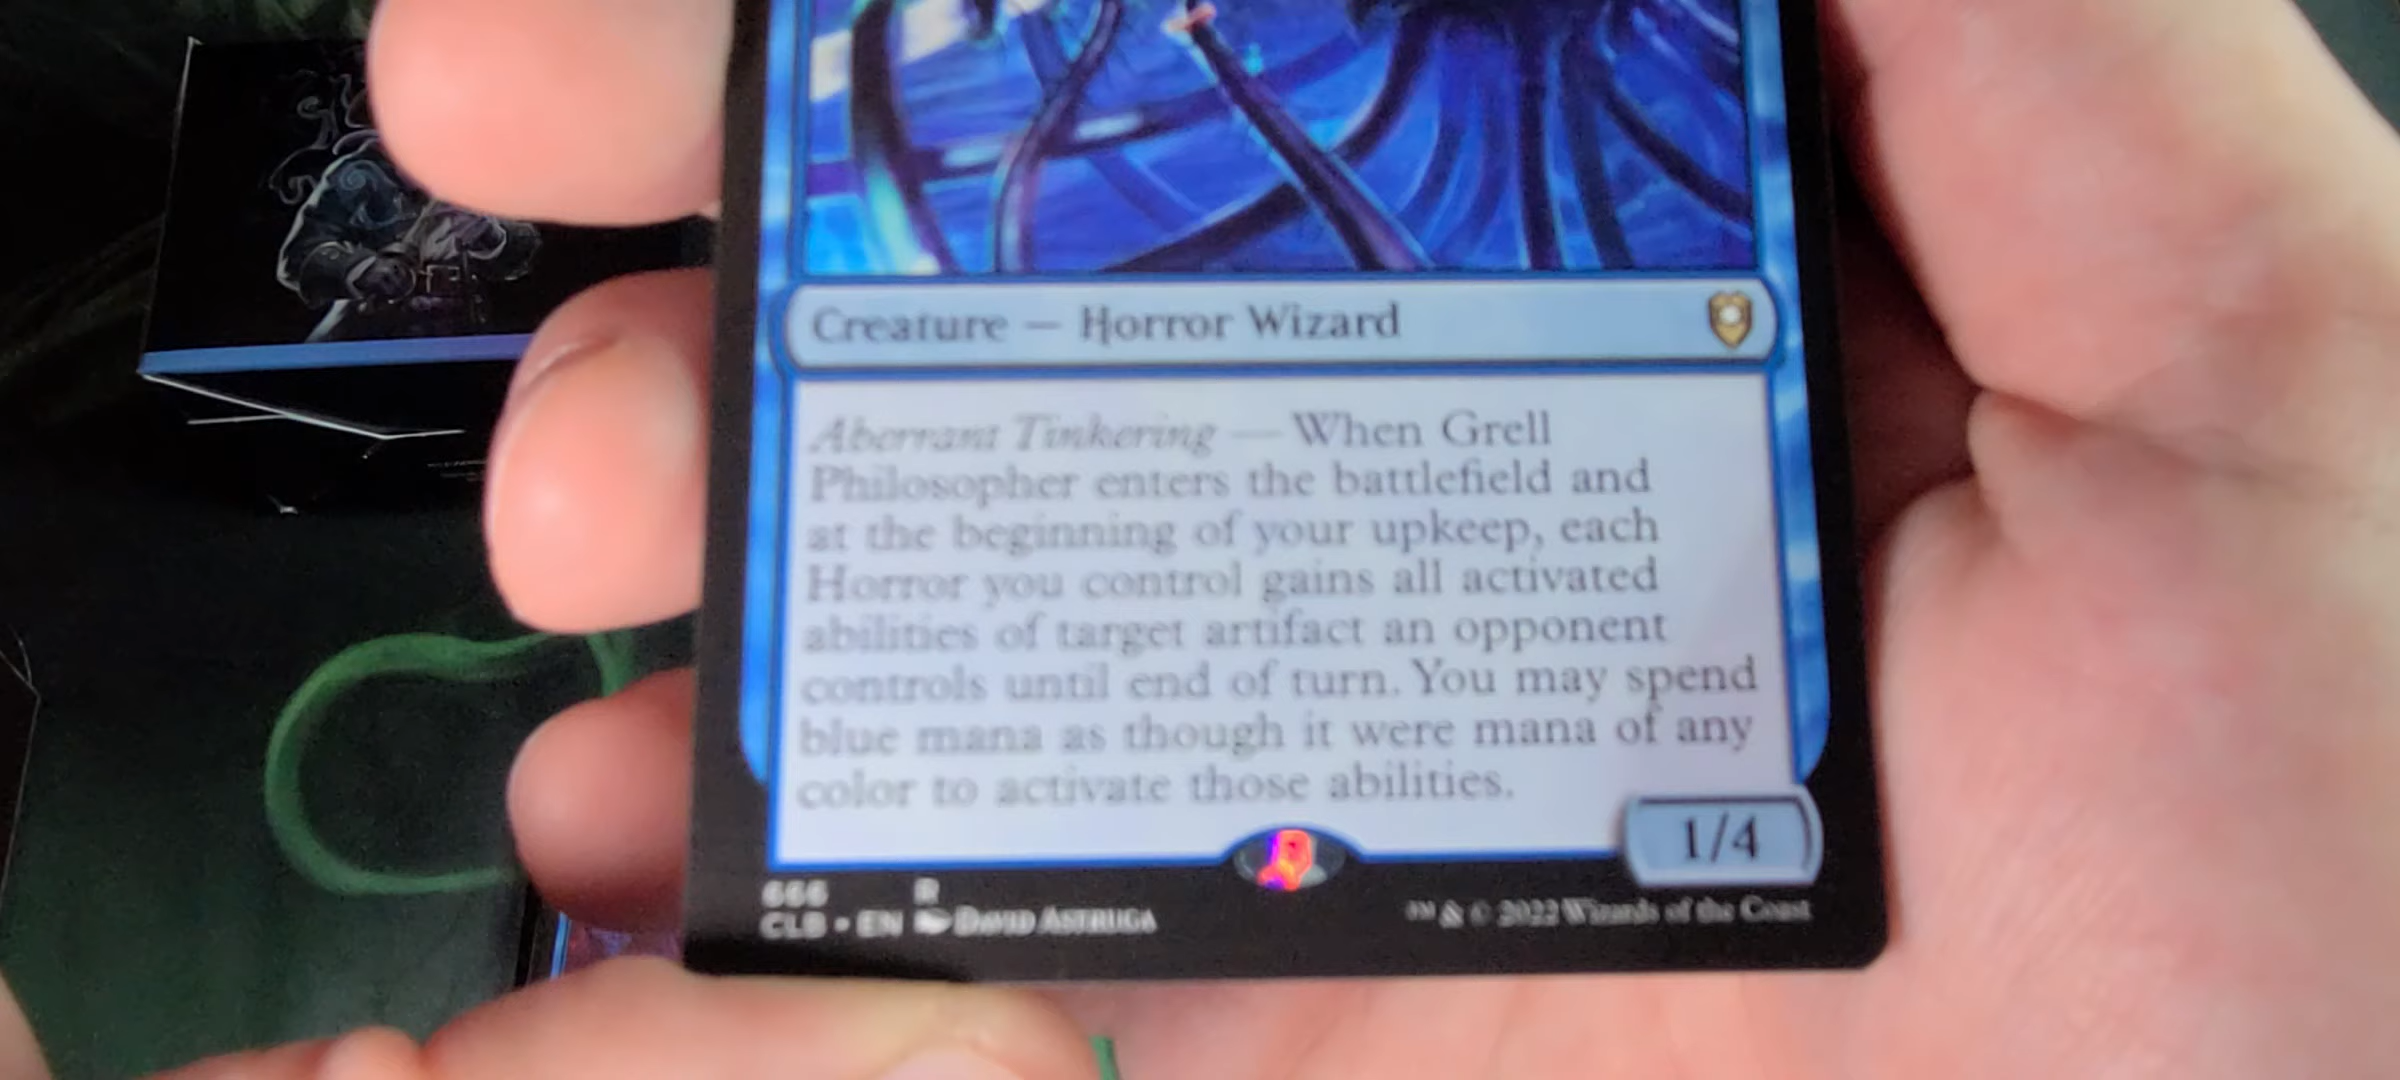 Creature — Horror Wizard
Aberrant Tinkering — When Grell
Philosopher enters the battlefield and
at the beginning of your upkeep, each
Horror you control gains all activated
abilities of target artifact an opponent
controls until end of turn. You may spend
blue mana as though it were mana of any
color to activate those abilities.
1/4
666 R
CLB • EN DAVID ASTRUGA
™ & © 2022 Wizards of the Coast